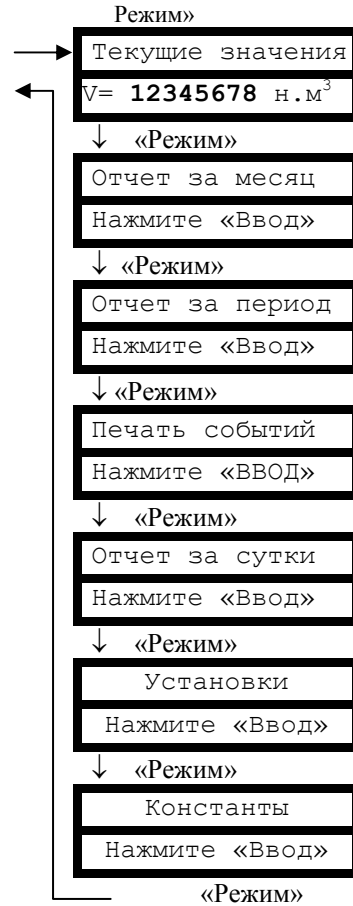 Режим»
Текущие значения
V= 12345678 н.м³
↓ «Режим»
Отчет за месяц
Нажмите «Ввод»
↓ «Режим»
Отчет за период
Нажмите «Ввод»
↓ «Режим»
Печать событий
Нажмите «ВВОД»
↓ «Режим»
Отчет за сутки
Нажмите «Ввод»
↓ «Режим»
Установки
Нажмите «Ввод»
↓ «Режим»
Константы
Нажмите «Ввод»
«Режим»